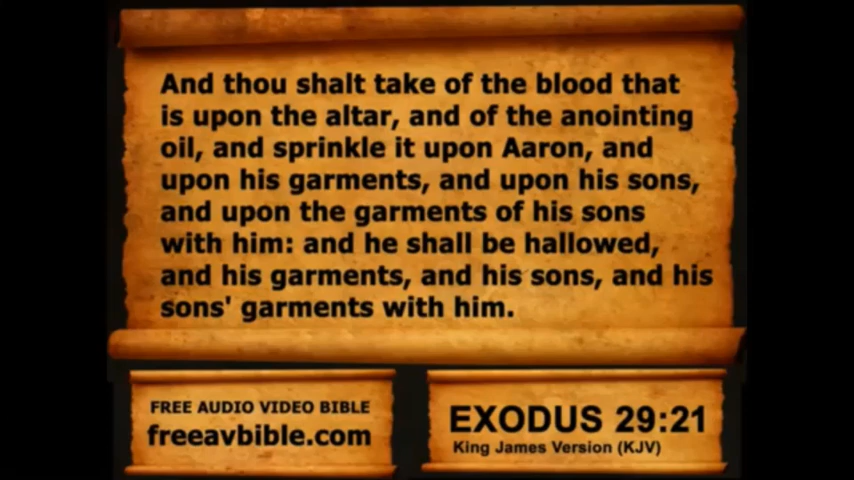 And thou shalt take of the blood that
is upon the altar, and of the anointing
oil, and sprinkle it upon Aaron, and
upon his garments, and upon his sons,
and upon the garments of his sons
with him: and he shall be hallowed,
and his garments, and his sons, and his
sons' garments with him.
FREE AUDIO VIDEO BIBLE
freeavbible.com
EXODUS 29:21
King James Version (KJV)